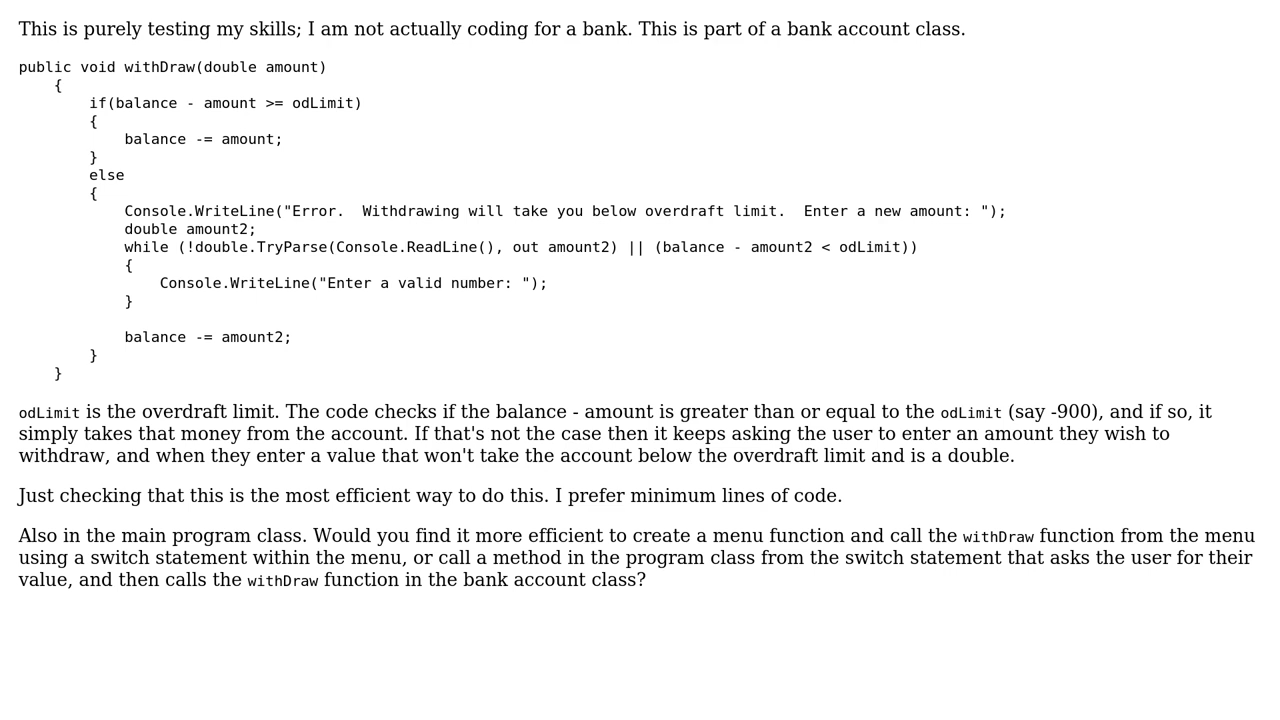 This is purely testing my skills; I am not actually coding for a bank. This is part of a bank account class.
public void withDraw(double amount)
    {
        if(balance - amount >= odLimit)
        {
            balance -= amount;
        }
        else
        {
            Console.WriteLine("Error.  Withdrawing will take you below overdraft limit.  Enter a new amount: ");
            double amount2;
            while (!double.TryParse(Console.ReadLine(), out amount2) || (balance - amount2 < odLimit))
            {
                Console.WriteLine("Enter a valid number: ");
            }

            balance -= amount2;
        }
    }
odLimit is the overdraft limit. The code checks if the balance - amount is greater than or equal to the odLimit (say -900), and if so, it
simply takes that money from the account. If that's not the case then it keeps asking the user to enter an amount they wish to
withdraw, and when they enter a value that won't take the account below the overdraft limit and is a double.
Just checking that this is the most efficient way to do this. I prefer minimum lines of code.
Also in the main program class. Would you find it more efficient to create a menu function and call the withDraw function from the menu
using a switch statement within the menu, or call a method in the program class from the switch statement that asks the user for their
value, and then calls the withDraw function in the bank account class?